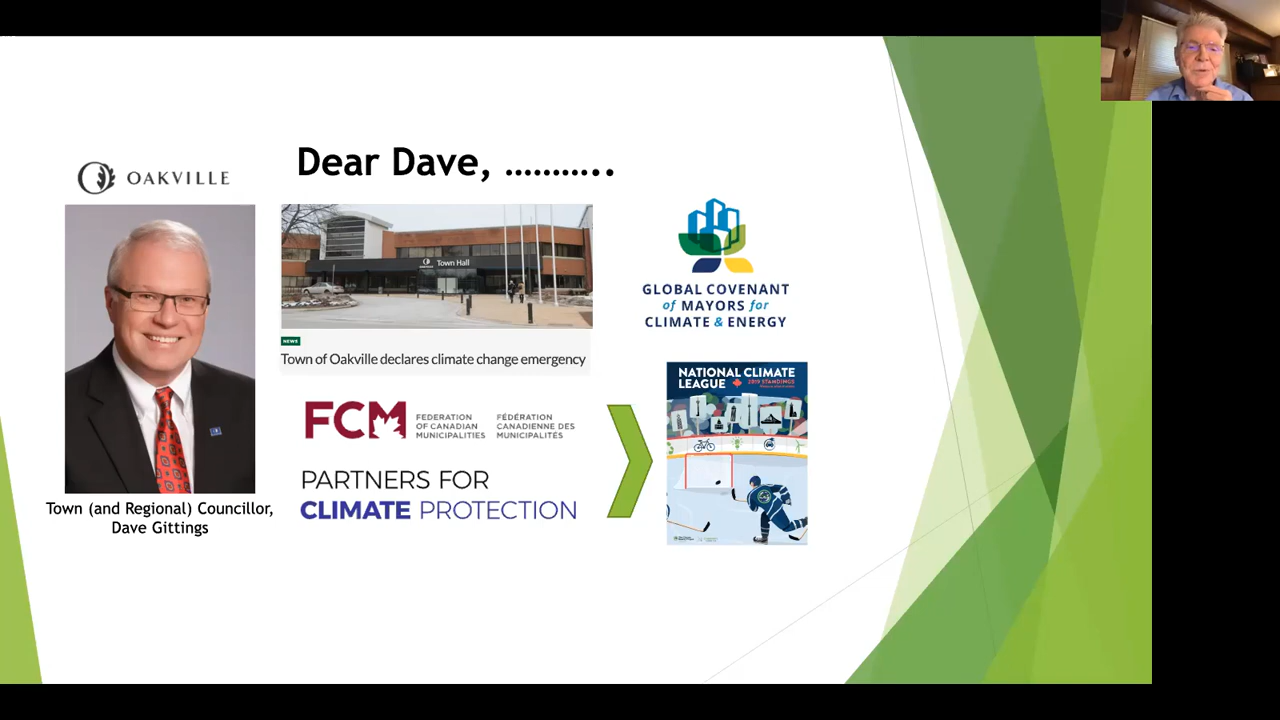 Dear Dave, ………..
OAKVILLE
Town Hall
NEWS
Town of Oakville declares climate change emergency
Town (and Regional) Councillor,
Dave Gittings
FCM
FEDERATION
OF CANADIAN
MUNICIPALITIES
FÉDÉRATION
CANADIENNE DES
MUNICIPALITÉS
PARTNERS FOR
CLIMATE PROTECTION
GLOBAL COVENANT
of MAYORS for
CLIMATE & ENERGY
NATIONAL CLIMATE
LEAGUE
2019 STANDINGS